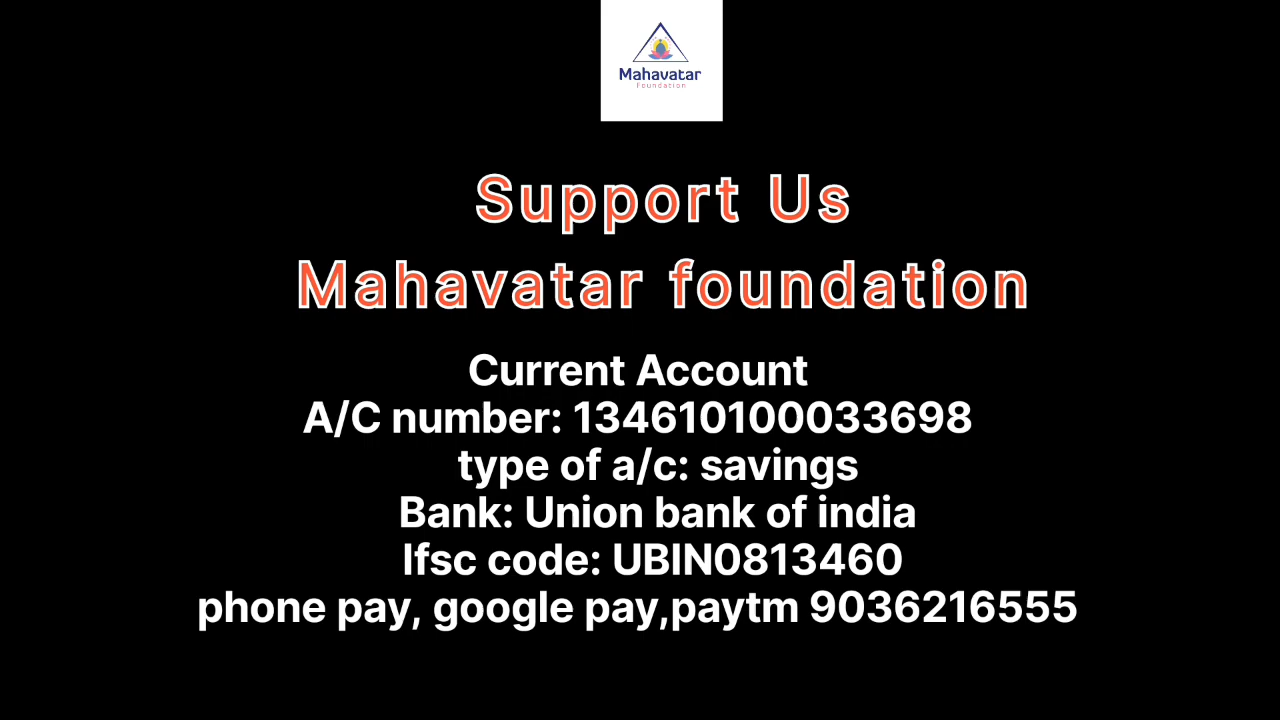 Mahavatar
Foundation
Support Us
Mahavatar foundation
Current Account
A/C number: 134610100033698
type of a/c: savings
Bank: Union bank of india
Ifsc code: UBIN0813460
phone pay, google pay,paytm 9036216555